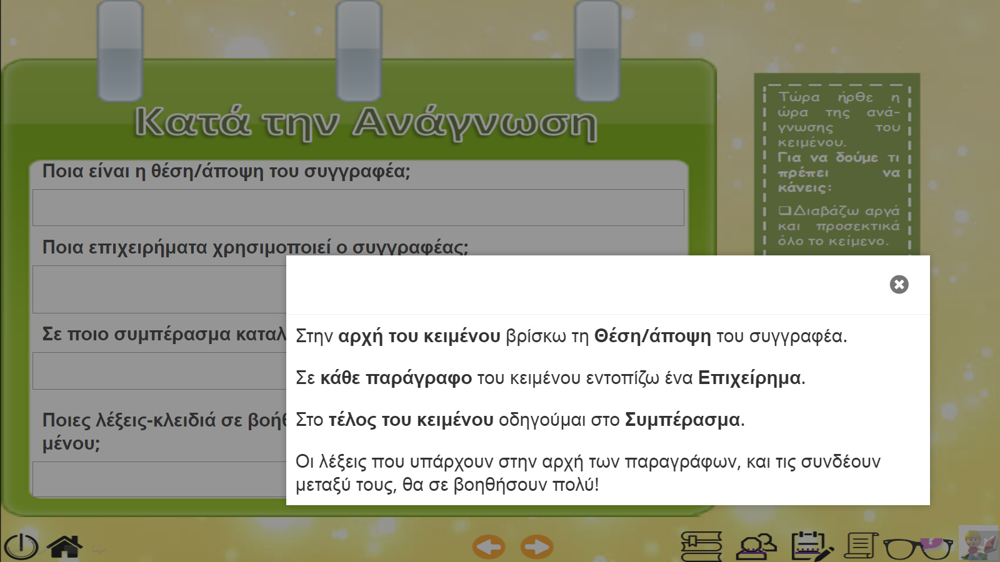 Κατά την Ανάγνωση
Ποια είναι η θέση/άποψη του συγγραφέα;
Ποια επιχειρήματα χρησιμοποιεί ο συγγραφέας;
Σε ποιο συμπέρασμα
Ποιες λέξεις-κλειδιά σε
μένου;
Τώρα ήρθε η
ώρα της ανά-
γνωσης του
κειμένου.
Για να δούμε τι
πρέπει να
κάνεις:
❑Διαβάζω αργά
και προσεκτικά
όλο το κείμενο.
Στην αρχή του κειμένου βρίσκω τη Θέση/άποψη του συγγραφέα.
Σε κάθε παράγραφο του κειμένου εντοπίζω ένα Επιχείρημα.
Στο τέλος του κειμένου οδηγούμαι στο Συμπέρασμα.
Οι λέξεις που υπάρχουν στην αρχή των παραγράφων, και τις συνδέουν
μεταξύ τους, θα σε βοηθήσουν πολύ!